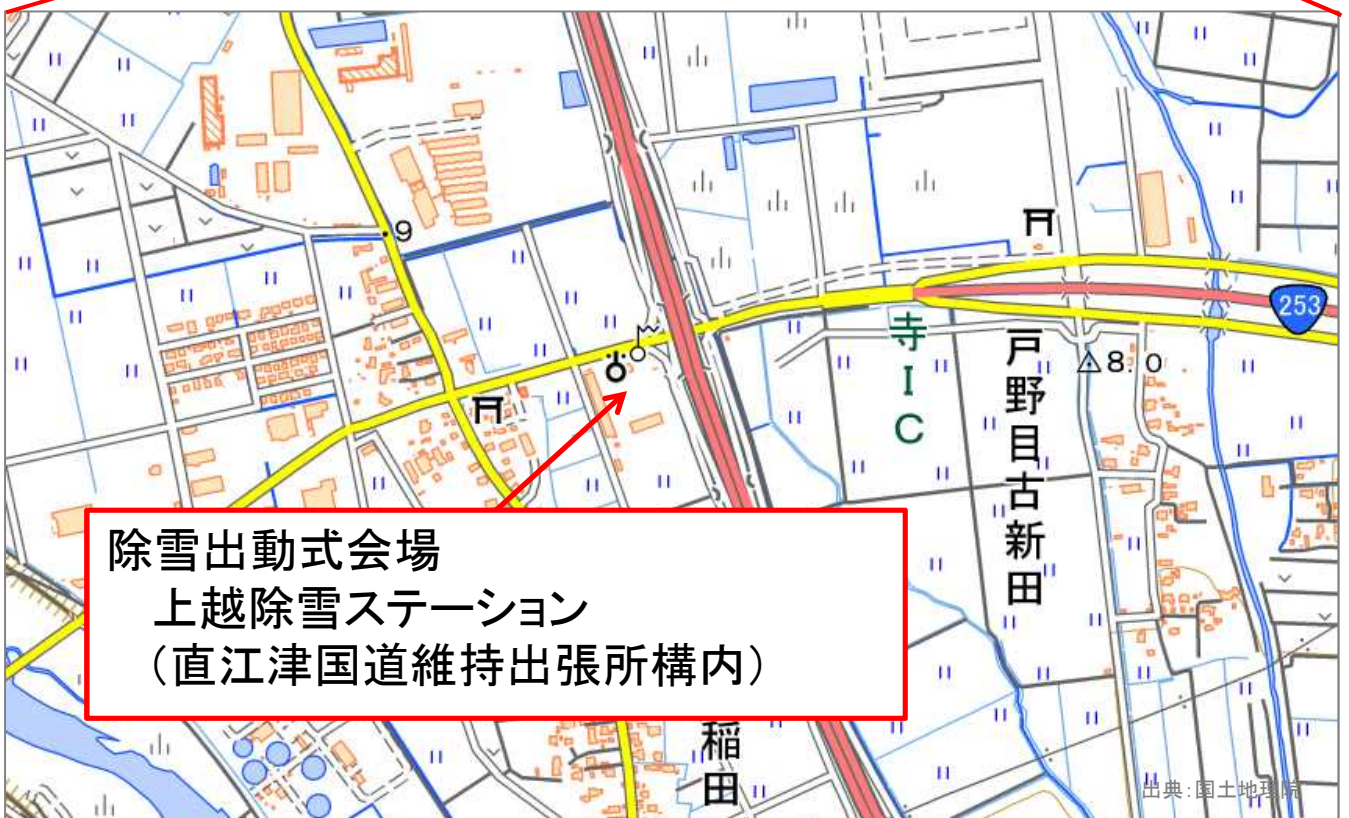 9
253
寺IC
戸野目古新田
8.0
除雪出動式会場
上越除雪ステーション
（直江津国道維持出張所構内）
稲田
出典：国土地理院